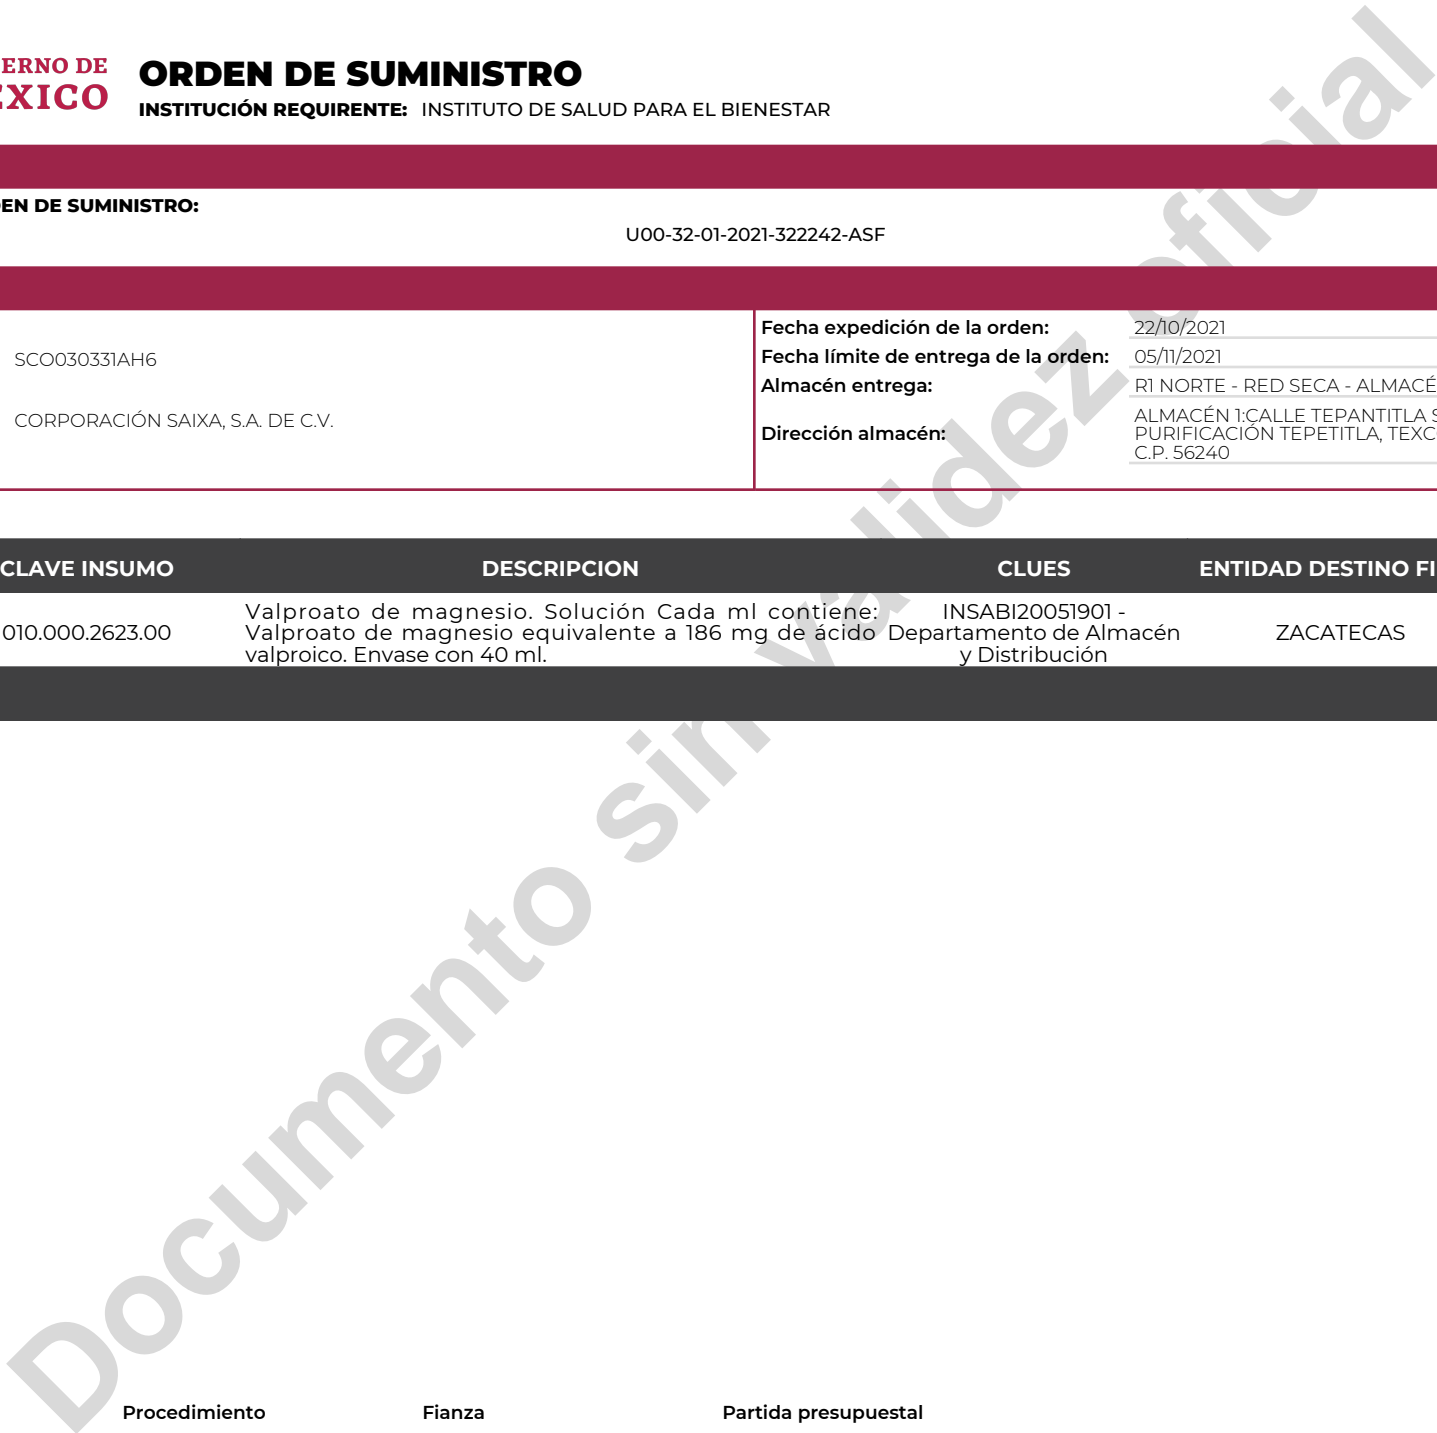 ERNO DE
EXICO
ORDEN DE SUMINISTRO
INSTITUCIÓN REQUIRENTE: INSTITUTO DE SALUD PARA EL BIENESTAR
EN DE SUMINISTRO:
U00-32-01-2021-322242-ASF
SCO030331AH6
CORPORACIÓN SAIXA, S.A. DE C.V.
Fecha expedición de la orden: 22/10/2021
Fecha límite de entrega de la orden: 05/11/2021
Almacén entrega: R1 NORTE - RED SECA - ALMACÉ
Dirección almacén: ALMACÉN 1:CALLE TEPANTITLA S
PURIFICACIÓN TEPETITLA, TEXC
C.P. 56240
CLAVE INSUMO DESCRIPCION CLUES ENTIDAD DESTINO FI
010.000.2623.00
Valproato de magnesio. Solución Cada ml contiene:
Valproato de magnesio equivalente a 186 mg de ácido
valproico. Envase con 40 ml.
INSABI20051901 -
Departamento de Almacén
y Distribución
ZACATECAS
Documento sin validez oficial
Procedimiento Fianza Partida presupuestal